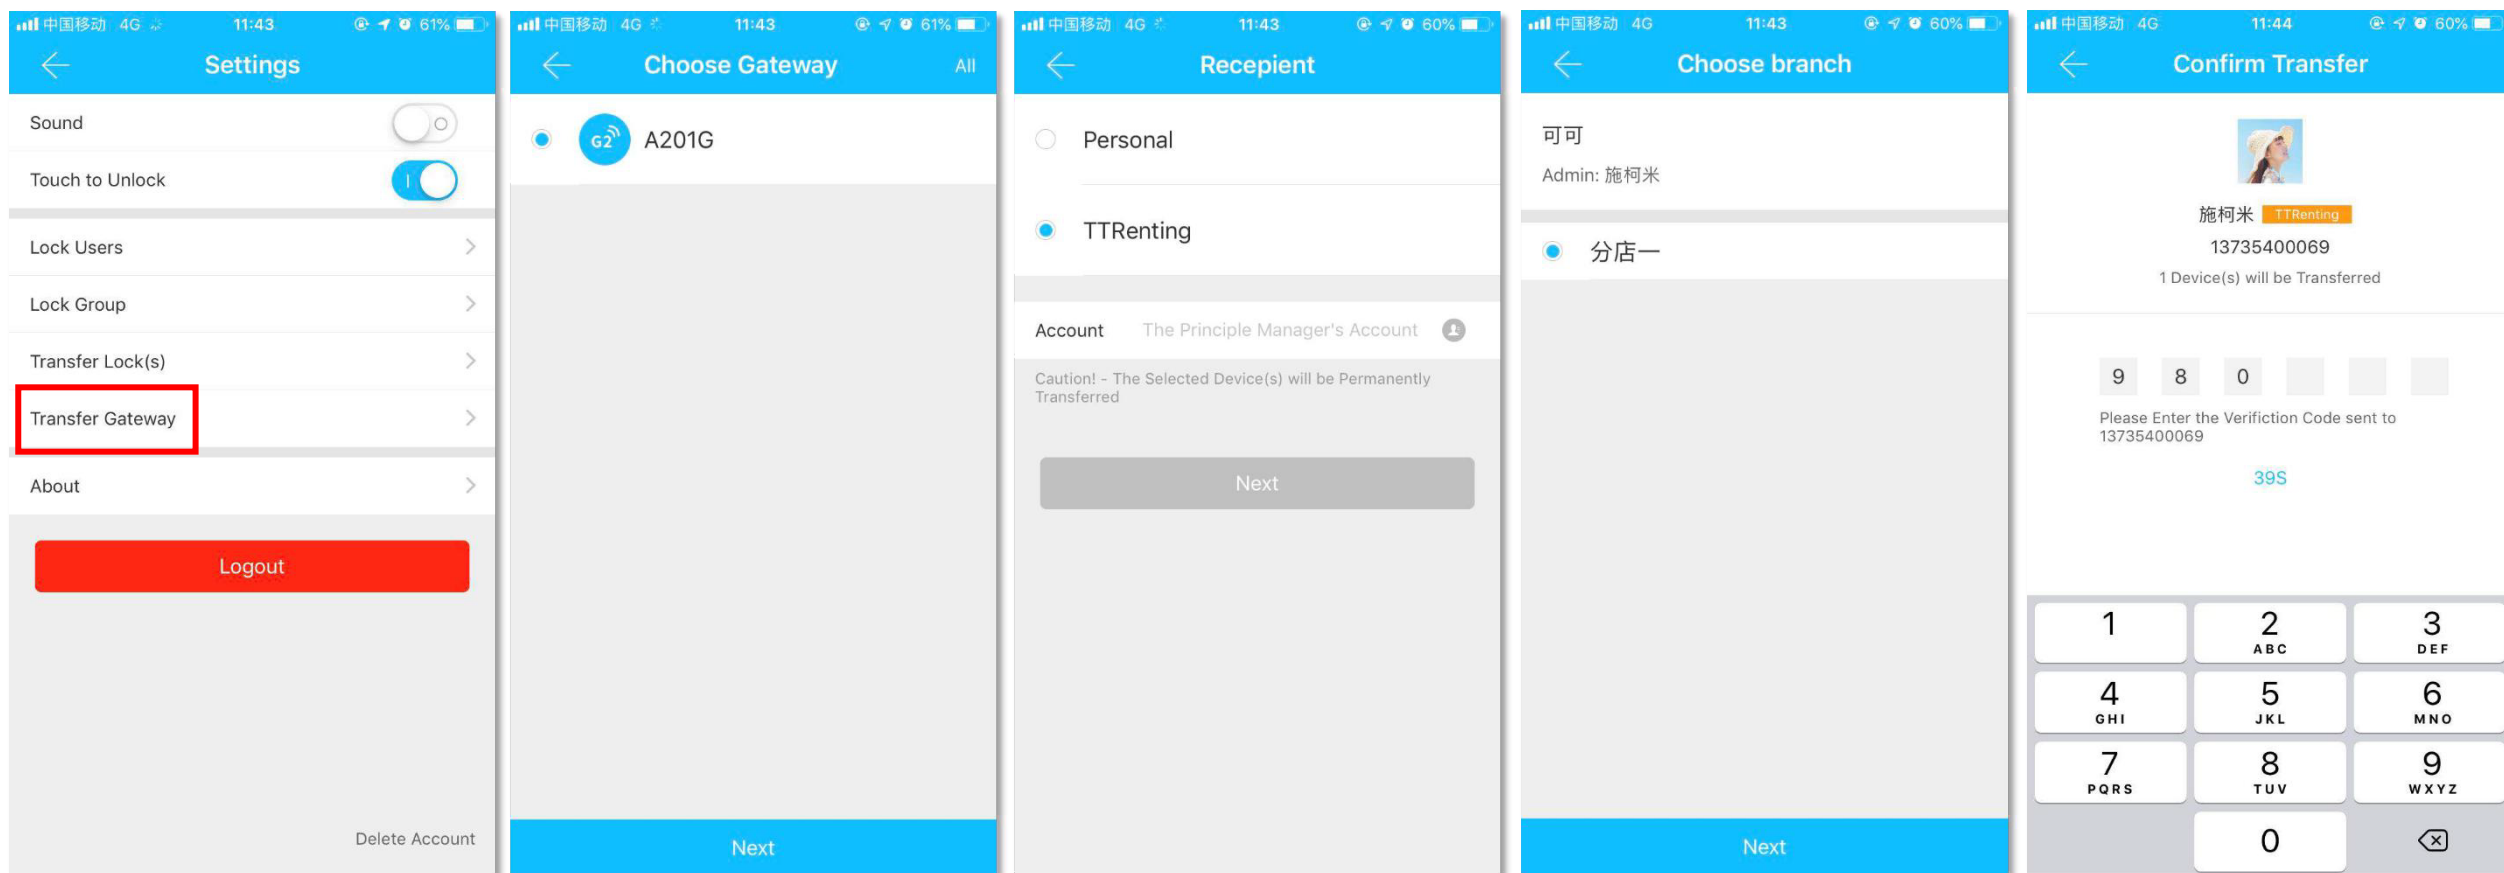 中国移动 4G 11:43 61%
Settings
Sound
Touch to Unlock
Lock Users
Lock Group
Transfer Lock(s)
Transfer Gateway
About
Logout
Delete Account
中国移动 4G 11:43 61%
Choose Gateway All
G2 A201G
Next
中国移动 4G 11:43 60%
Recepient
Personal
TTRenting
Account The Principle Manager's Account
Caution! - The Selected Device(s) will be Permanently
Transferred
Next
中国移动 4G 11:43 60%
Choose branch
可可
Admin: 施柯米
分店一
Next
中国移动 4G 11:44 60%
Confirm Transfer
施柯米 TTRenting
13735400069
1 Device(s) will be Transferred
9 8 0
Please Enter the Verifiction Code sent to
13735400069
39S
1 2 3
ABC DEF
4 5 6
GHI JKL MNO
7 8 9
PQRS TUV WXYZ
0